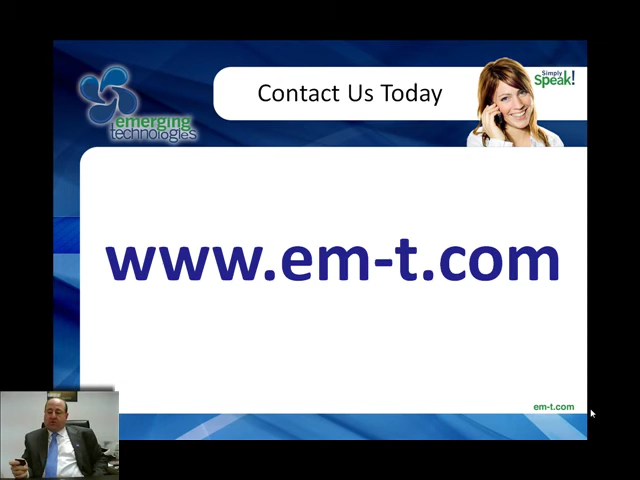 Contact Us Today
Simply
Speak!
emerging
technologies
www.em-t.com
em-t.com